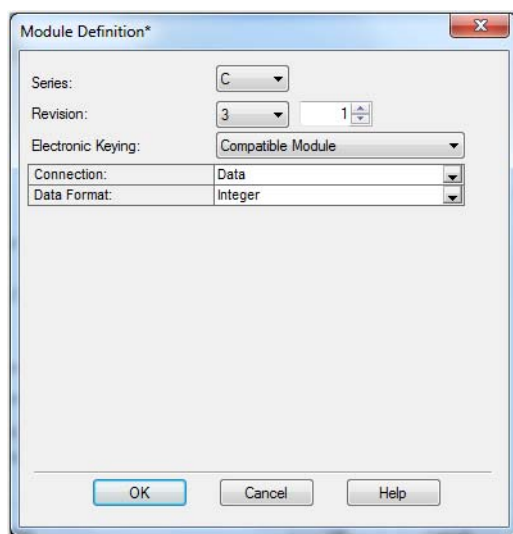 Module Definition*
Series: C
Revision: 3 1
Electronic Keying: Compatible Module
Connection: Data
Data Format: Integer
OK Cancel Help